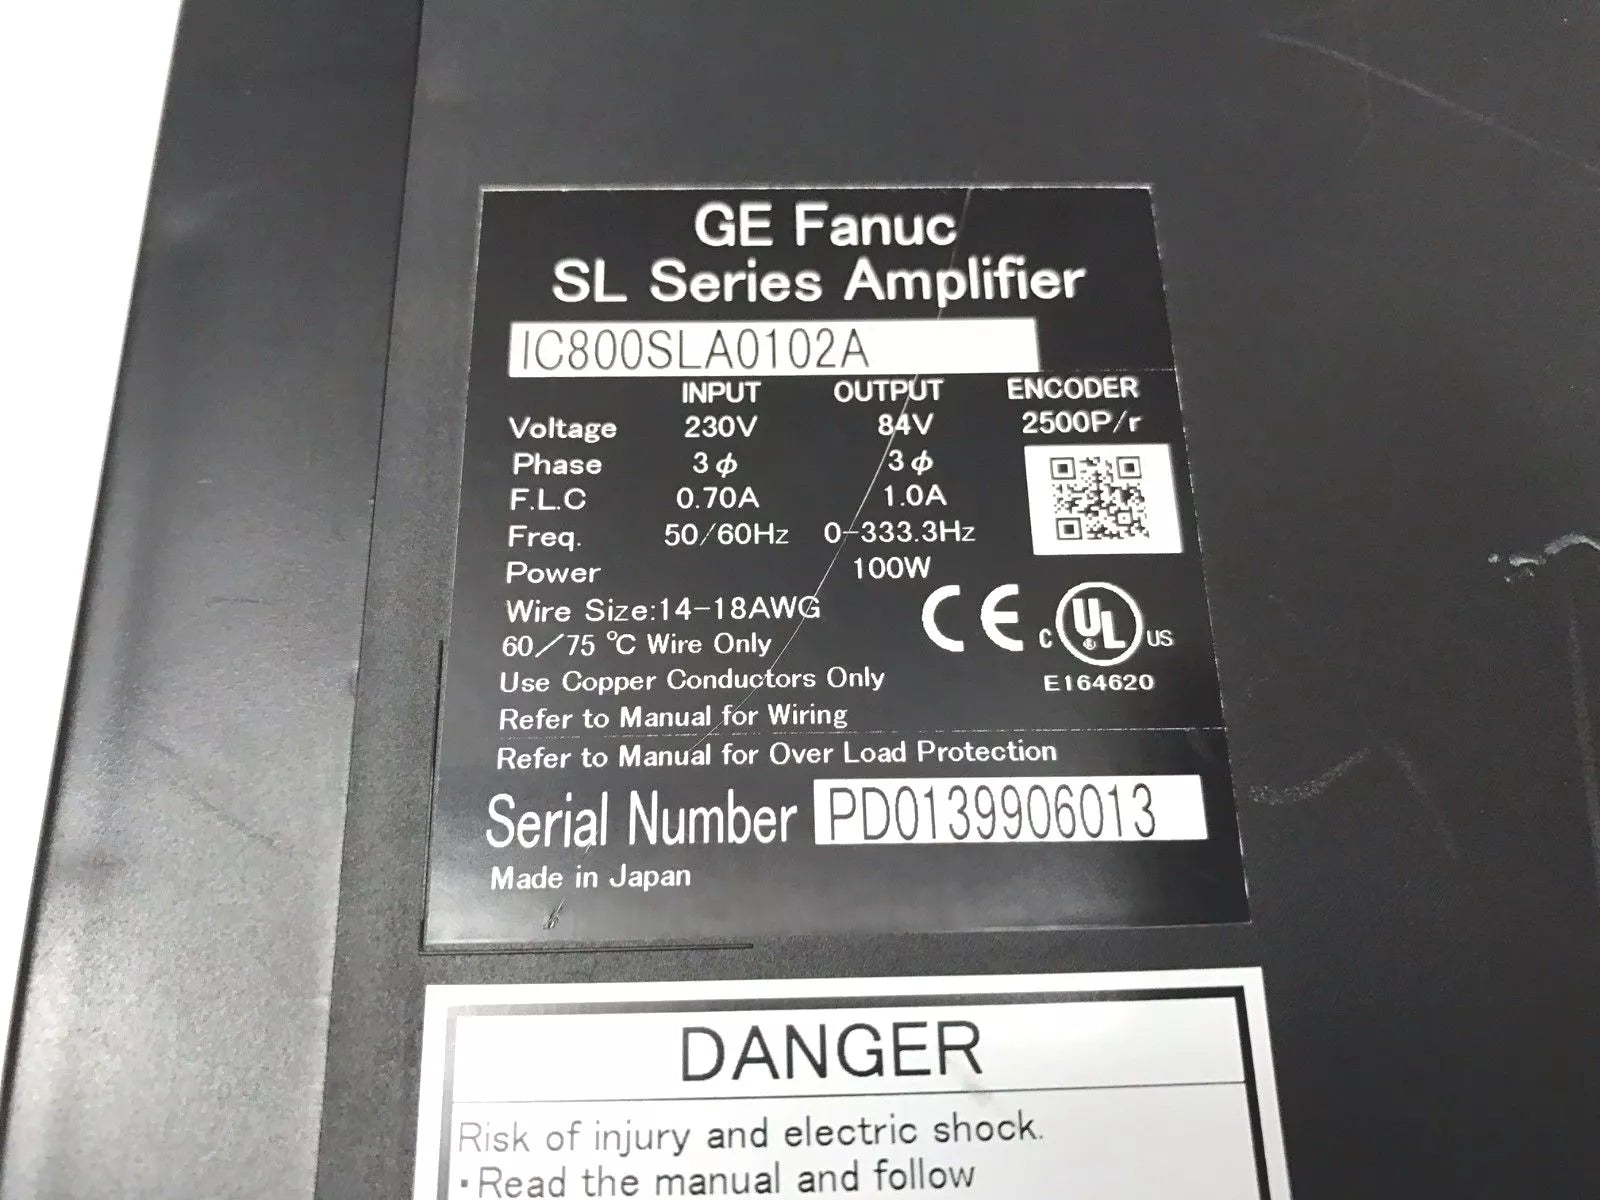 GE Fanuc
SL Series Amplifier
IC800SLA0102A
INPUT OUTPUT ENCODER
Voltage 230V 84V 2500P/r
Phase 3ϕ 3ϕ
F.L.C 0.70A 1.0A
Freq. 50/60Hz 0-333.3Hz
Power 100W
Wire Size:14-18AWG
60/75 ℃ Wire Only
CE C UL ® US
Use Copper Conductors Only
E164620
Refer to Manual for Wiring
Refer to Manual for Over Load Protection
Serial Number PD0139906013
Made in Japan
DANGER
Risk of injury and electric shock.
・Read the manual and follow